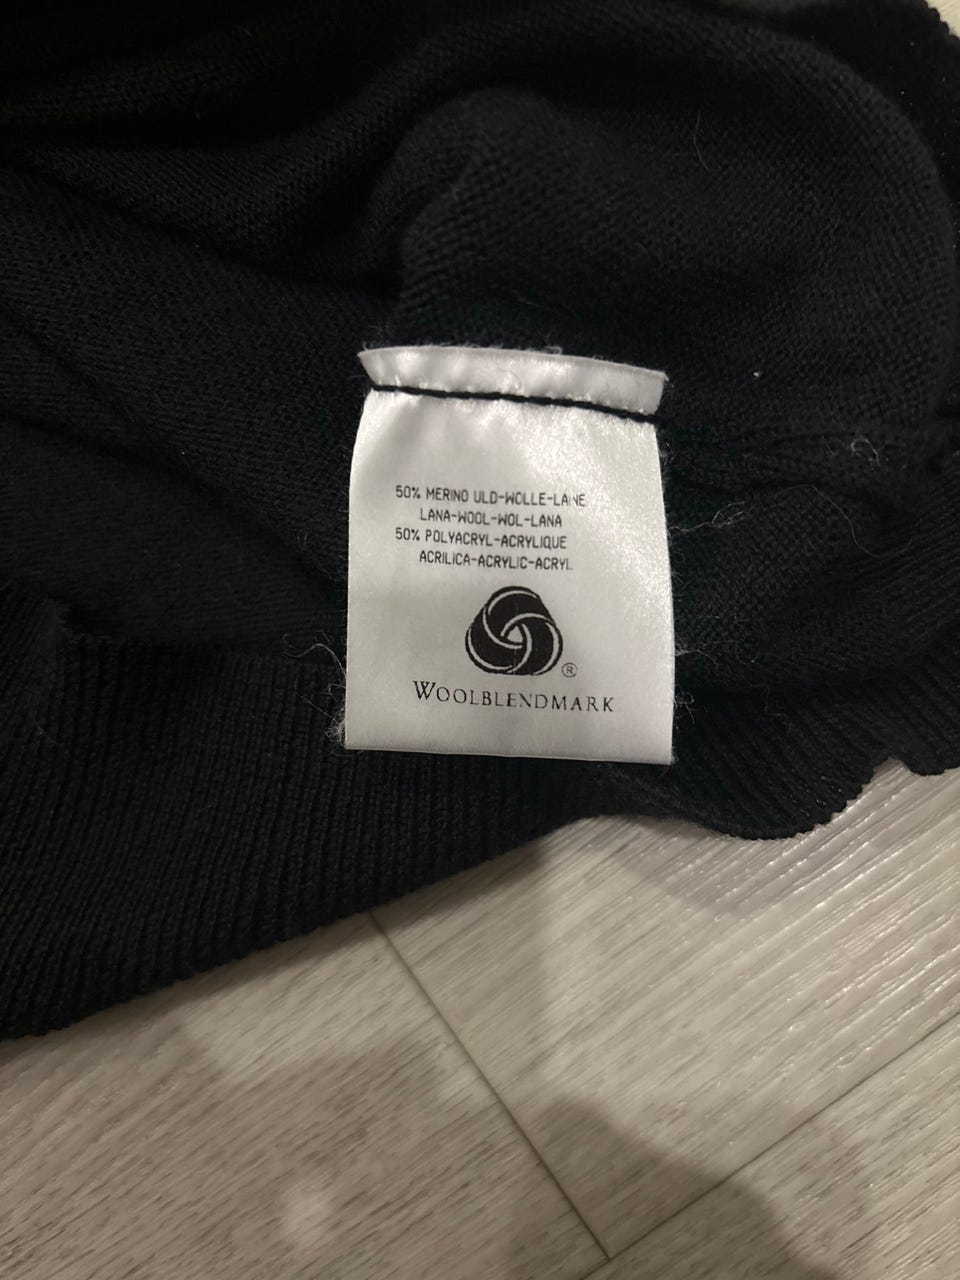 50% MERINO ULD-WOLLE-LAINE
LANA-WOOL-WOL-LANA
50% POLYACRYL-ACRYLIQUE
ACRILICA-ACRYLIC-ACRYL
®
WOOLBLENDMARK